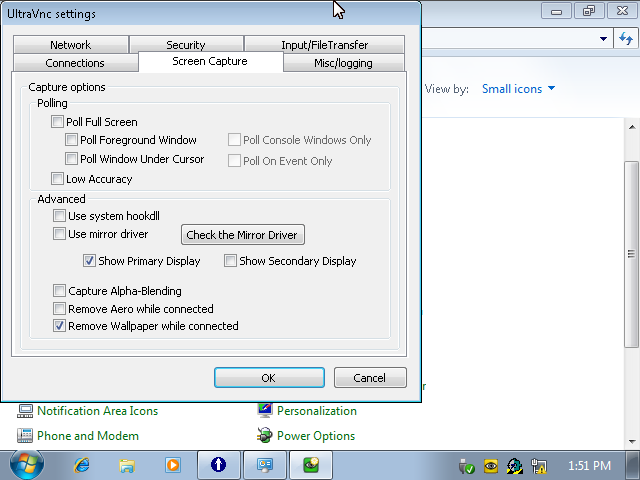 UltraVnc settings
Network Security Input/FileTransfer
Connections Screen Capture Misc/logging
Capture options
Polling
Poll Full Screen
Poll Foreground Window Poll Console Windows Only
Poll Window Under Cursor Poll On Event Only
Low Accuracy
Advanced
Use system hookdll
Use mirror driver Check the Mirror Driver
Show Primary Display Show Secondary Display
Capture Alpha-Blending
Remove Aero while connected
Remove Wallpaper while connected
OK Cancel
View by: Small icons
Notification Area Icons Personalization
Phone and Modem Power Options
1:51 PM